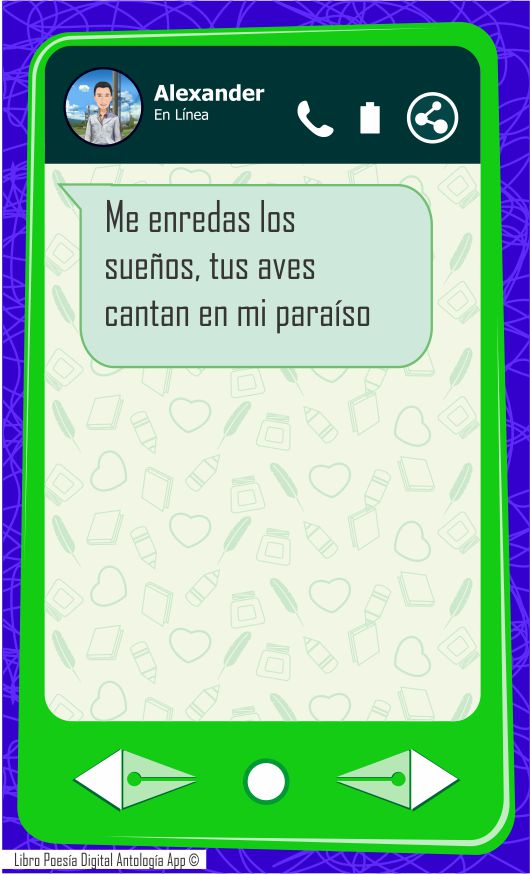 Alexander
En Línea
Me enredas los
sueños, tus aves
cantan en mi paraíso
Libro Poesía Digital Antología App ©